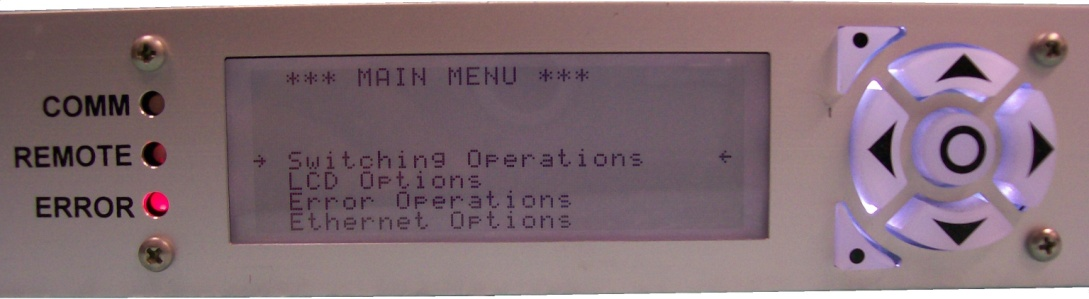 *** MAIN MENU ***
COMM
REMOTE
→ Switching Operations ←
LCD Options
ERROR
Error Operations
Ethernet Options